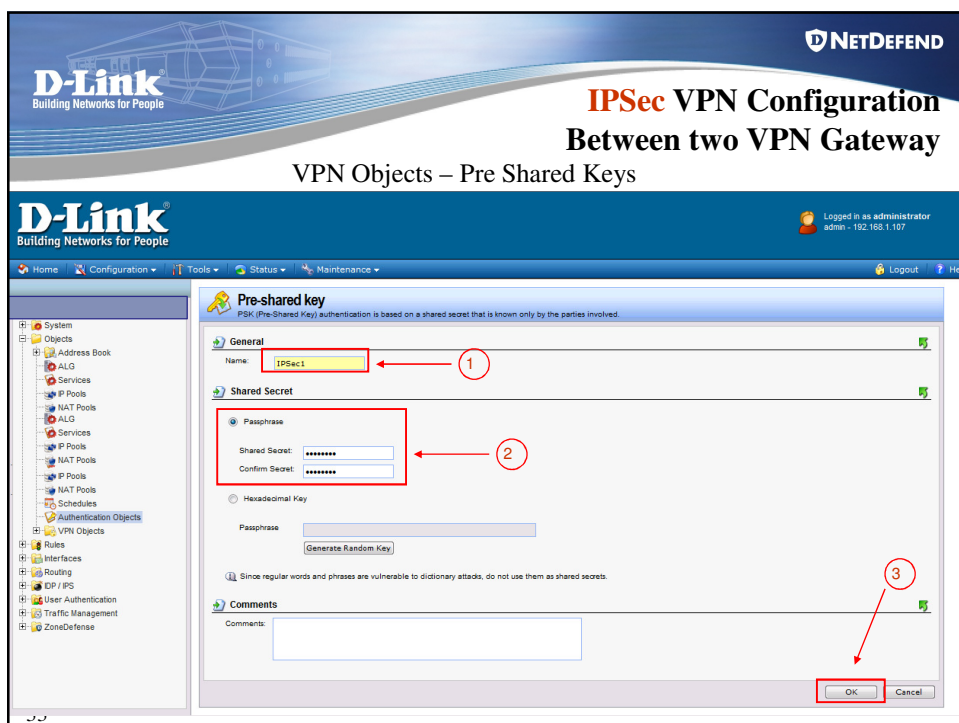 NETDEFEND
D-Link®
Building Networks for People
IPSec VPN Configuration
Between two VPN Gateway
VPN Objects – Pre Shared Keys
D-Link®
Building Networks for People
Logged in as administrator
admin - 192.168.1.107
Home Configuration Tools Status Maintenance Logout He
System
Objects
Address Book
ALG
Services
IP Pools
NAT Pools
ALG
Services
IP Pools
NAT Pools
IP Pools
NAT Pools
Schedules
Authentication Objects
VPN Objects
Rules
Interfaces
Routing
IDP / IPS
User Authentication
Traffic Management
ZoneDefense
Pre-shared key
PSK (Pre-Shared Key) authentication is based on a shared secret that is known only by the parties involved.
General
Name: IPSec1
1
Shared Secret
Passphrase
Shared Secret: ••••••••
Confirm Secret: ••••••••
2
Hexadecimal Key
Passphrase
Generate Random Key
Since regular words and phrases are vulnerable to dictionary attacks, do not use them as shared secrets.
3
Comments
Comments:
OK Cancel